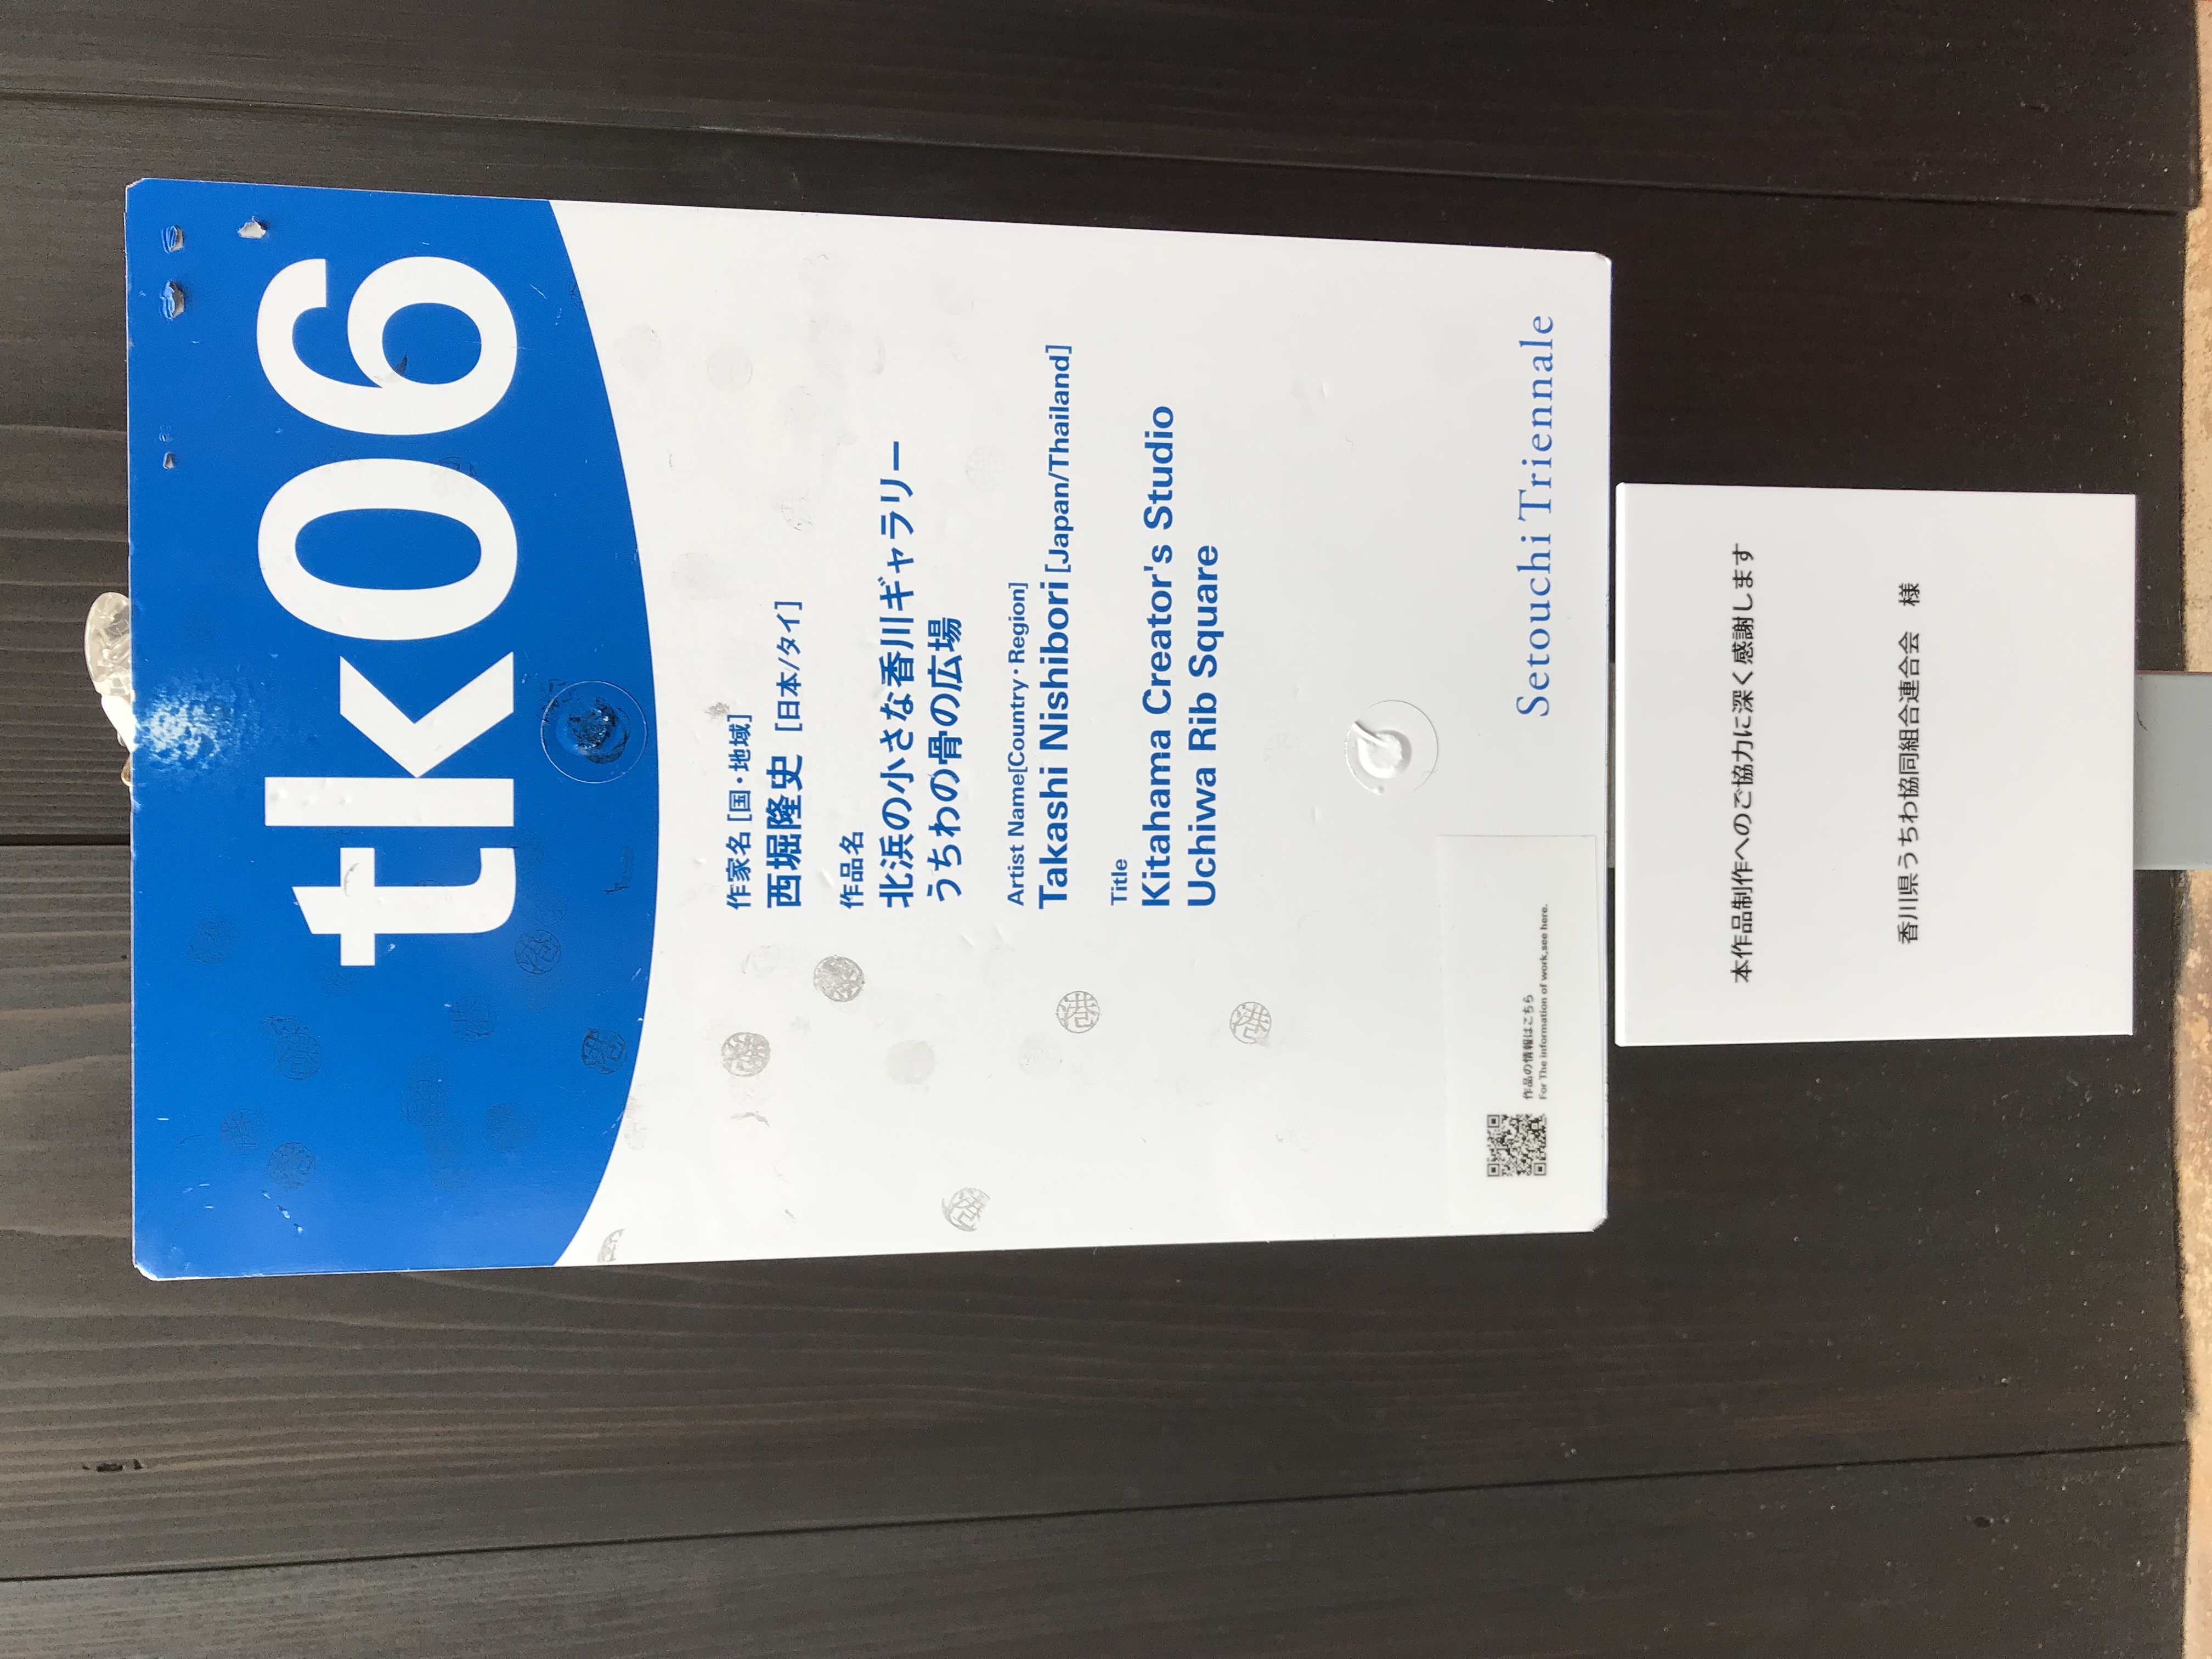 tk06
作家名[国・地域]
西堀隆史 [日本/タイ]
作品名
北浜の小さな香川ギャラリー
うちわの骨の広場
Artist Name[Country・Region]
Takashi Nishibori [Japan/Thailand]
Title
Kitahama Creator's Studio
Uchiwa Rib Square
作品の情報はこちら
For The information of work,see here.
Setouchi Triennale
本作品制作へのご協力に深く感謝します
香川県うちわ協同組合連合会 様